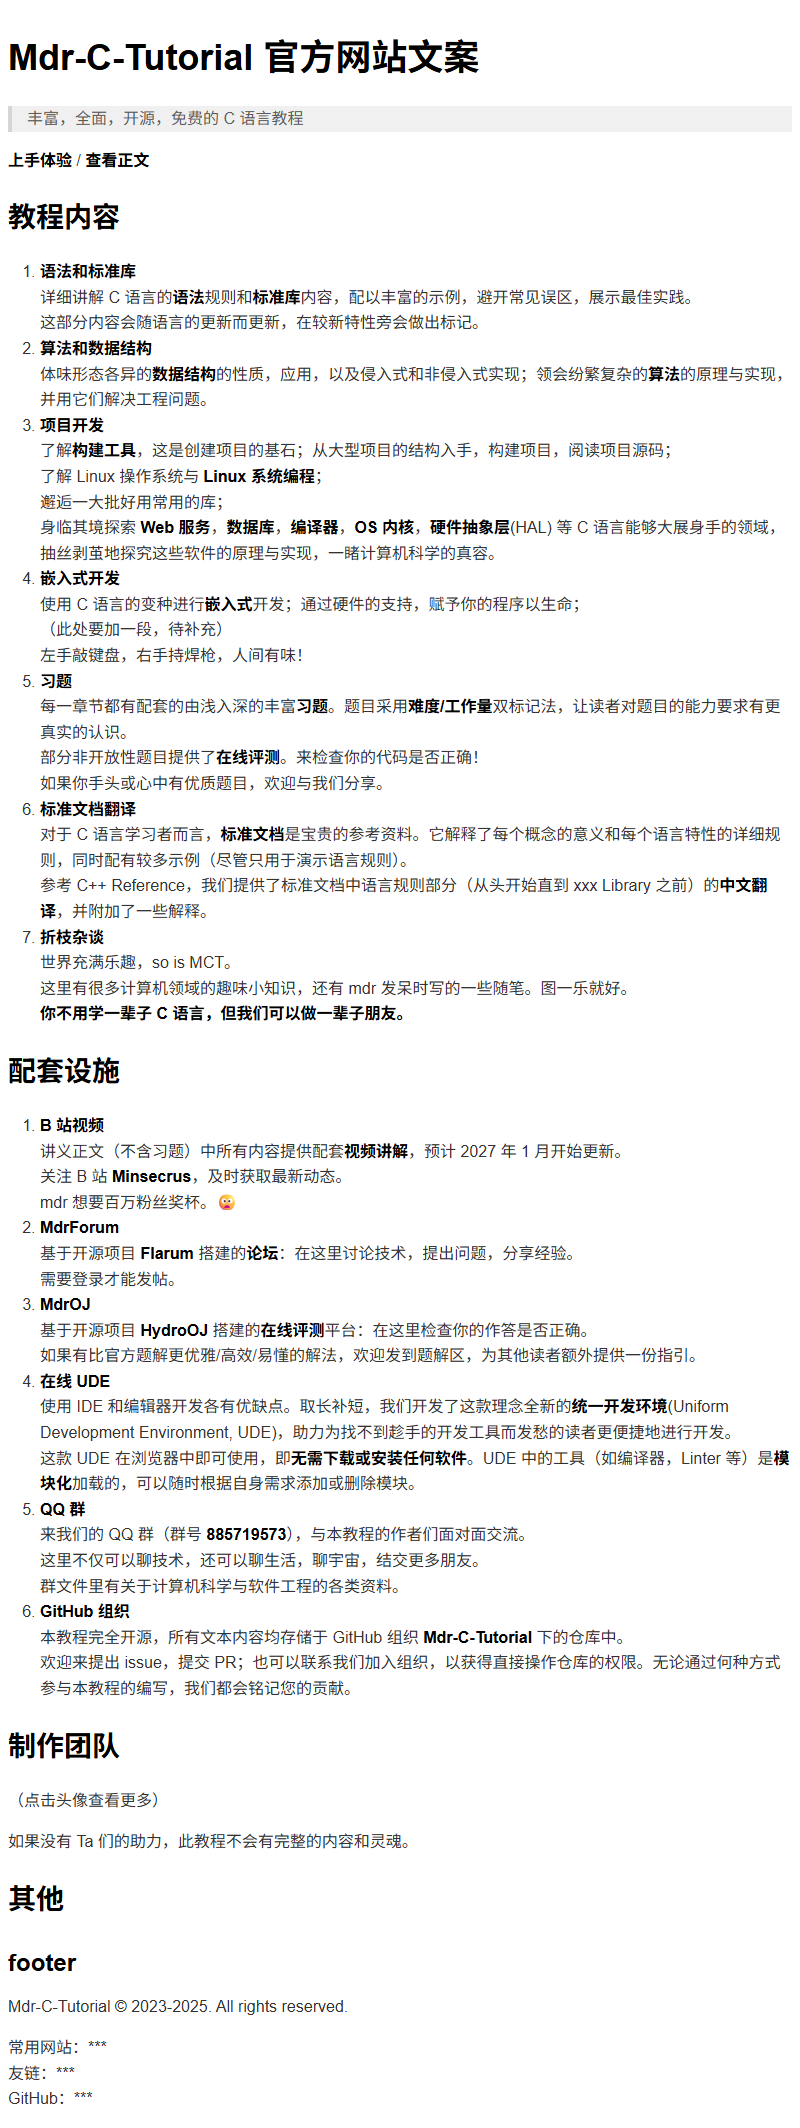 Mdr-C-Tutorial 官方网站文案
丰富，全面，开源，免费的 C 语言教程
上手体验 / 查看正文
教程内容
1. 语法和标准库
详细讲解 C 语言的语法规则和标准库内容，配以丰富的示例，避开常见误区，展示最佳实践。
这部分内容会随语言的更新而更新，在较新特性旁会做出标记。
2. 算法和数据结构
体味形态各异的数据结构的性质，应用，以及侵入式和非侵入式实现；领会纷繁复杂的算法的原理与实现，
并用它们解决工程问题。
3. 项目开发
了解构建工具，这是创建项目的基石；从大型项目的结构入手，构建项目，阅读项目源码；
了解 Linux 操作系统与 Linux 系统编程；
邂逅一大批好用常用的库；
身临其境探索 Web 服务，数据库，编译器，OS 内核，硬件抽象层(HAL) 等 C 语言能够大展身手的领域，
抽丝剥茧地探究这些软件的原理与实现，一睹计算机科学的真容。
4. 嵌入式开发
使用 C 语言的变种进行嵌入式开发；通过硬件的支持，赋予你的程序以生命；
（此处要加一段，待补充）
左手敲键盘，右手持焊枪，人间有味！
5. 习题
每一章节都有配套的由浅入深的丰富习题。题目采用难度/工作量双标记法，让读者对题目的能力要求有更
真实的认识。
部分非开放性题目提供了在线评测。来检查你的代码是否正确！
如果你手头或心中有优质题目，欢迎与我们分享。
6. 标准文档翻译
对于 C 语言学习者而言，标准文档是宝贵的参考资料。它解释了每个概念的意义和每个语言特性的详细规
则，同时配有较多示例（尽管只用于演示语言规则）。
参考 C++ Reference，我们提供了标准文档中语言规则部分（从头开始直到 xxx Library 之前）的中文翻
译，并附加了一些解释。
7. 折枝杂谈
世界充满乐趣，so is MCT。
这里有很多计算机领域的趣味小知识，还有 mdr 发呆时写的一些随笔。图一乐就好。
你不用学一辈子 C 语言，但我们可以做一辈子朋友。
配套设施
1. B 站视频
讲义正文（不含习题）中所有内容提供配套视频讲解，预计 2027 年 1 月开始更新。
关注 B 站 Minsecrus，及时获取最新动态。
mdr 想要百万粉丝奖杯。
2. MdrForum
基于开源项目 Flarum 搭建的论坛：在这里讨论技术，提出问题，分享经验。
需要登录才能发帖。
3. MdrOJ
基于开源项目 HydroOJ 搭建的在线评测平台：在这里检查你的作答是否正确。
如果有比官方题解更优雅/高效/易懂的解法，欢迎发到题解区，为其他读者额外提供一份指引。
4. 在线 UDE
使用 IDE 和编辑器开发各有优缺点。取长补短，我们开发了这款理念全新的统一开发环境(Uniform
Development Environment, UDE)，助力为找不到趁手的开发工具而发愁的读者更便捷地进行开发。
这款 UDE 在浏览器中即可使用，即无需下载或安装任何软件。UDE 中的工具（如编译器，Linter 等）是模
块化加载的，可以随时根据自身需求添加或删除模块。
5. QQ 群
来我们的 QQ 群（群号 885719573），与本教程的作者们面对面交流。
这里不仅可以聊技术，还可以聊生活，聊宇宙，结交更多朋友。
群文件里有关于计算机科学与软件工程的各类资料。
6. GitHub 组织
本教程完全开源，所有文本内容均存储于 GitHub 组织 Mdr-C-Tutorial 下的仓库中。
欢迎来提出 issue，提交 PR；也可以联系我们加入组织，以获得直接操作仓库的权限。无论通过何种方式
参与本教程的编写，我们都会铭记您的贡献。
制作团队
（点击头像查看更多）
如果没有 Ta 们的助力，此教程不会有完整的内容和灵魂。
其他
footer
Mdr-C-Tutorial © 2023-2025. All rights reserved.
常用网站：***
友链：***
GitHub：***